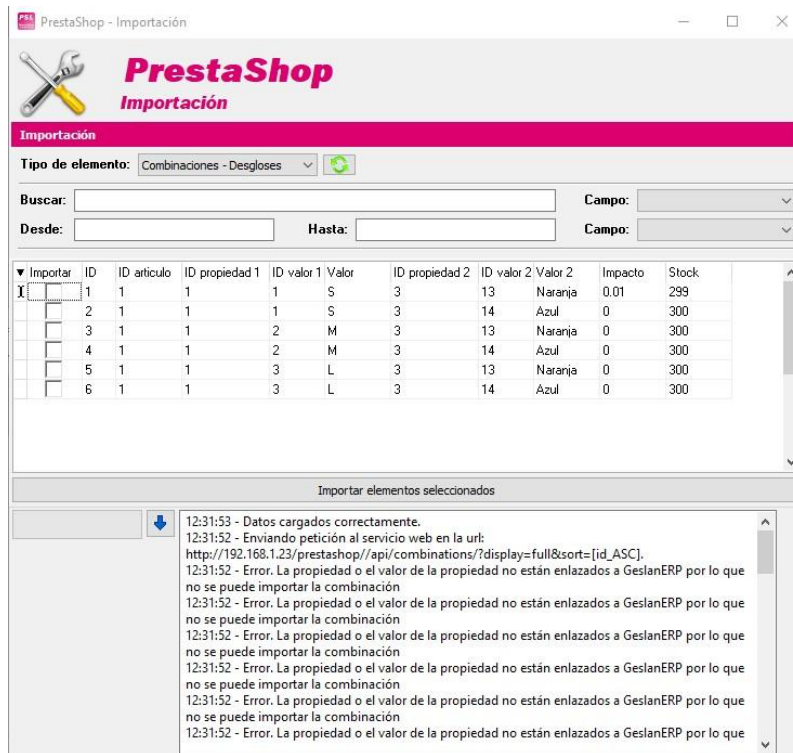 PSL PrestaShop - Importación
PrestaShop
Importación
Importación
Tipo de elemento: Combinaciones - Desgloses
Buscar: Campo:
Desde: Hasta: Campo:
Importar ID ID articulo ID propiedad 1 ID valor 1 Valor ID propiedad 2 ID valor 2 Valor 2 Impacto Stock
1 1 1 1 S 3 13 Naranja 0.01 299
2 1 1 1 S 3 14 Azul 0 300
3 1 1 2 M 3 13 Naranja 0 300
4 1 1 2 M 3 14 Azul 0 300
5 1 1 3 L 3 13 Naranja 0 300
6 1 1 3 L 3 14 Azul 0 300
Importar elementos seleccionados
12:31:53 - Datos cargados correctamente.
12:31:52 - Enviando petición al servicio web en la url:
http://192.168.1.23/prestashop//api/combinations/?display=full&sort=[id_ASC].
12:31:52 - Error. La propiedad o el valor de la propiedad no están enlazados a GeslanERP por lo que
no se puede importar la combinación
12:31:52 - Error. La propiedad o el valor de la propiedad no están enlazados a GeslanERP por lo que
no se puede importar la combinación
12:31:52 - Error. La propiedad o el valor de la propiedad no están enlazados a GeslanERP por lo que
no se puede importar la combinación
12:31:52 - Error. La propiedad o el valor de la propiedad no están enlazados a GeslanERP por lo que
no se puede importar la combinación
12:31:52 - Error. La propiedad o el valor de la propiedad no están enlazados a GeslanERP por lo que
no se puede importar la combinación
12:31:52 - Error. La propiedad o el valor de la propiedad no están enlazados a GeslanERP por lo que